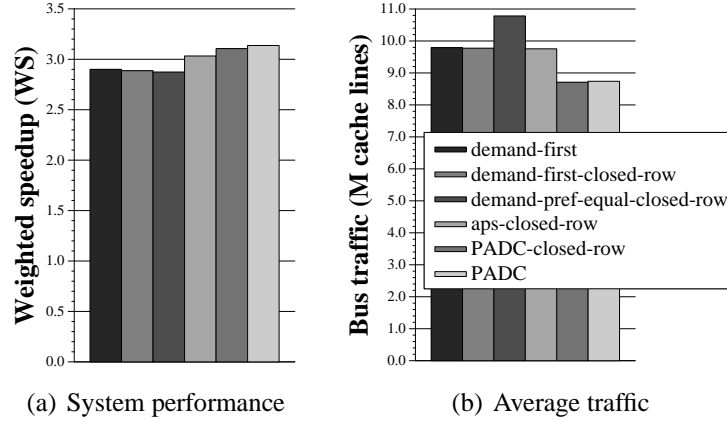 Weighted speedup (WS)
3.5
3.0
2.5
2.0
1.5
1.0
0.5
0.0
(a) System performance
Bus traffic (M cache lines)
11.0
10.0
9.0
8.0
7.0
6.0
5.0
4.0
3.0
2.0
1.0
0.0
demand-first
demand-first-closed-row
demand-pref-equal-closed-row
aps-closed-row
PADC-closed-row
PADC
(b) Average traffic